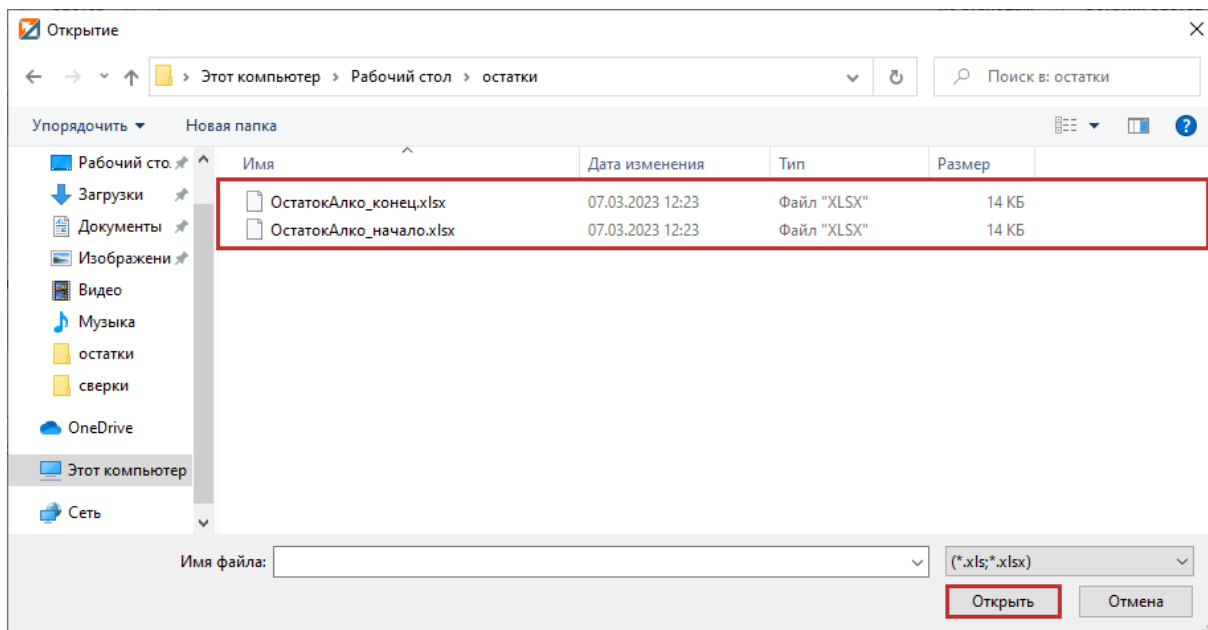 Открытие
Этот компьютер > Рабочий стол > остатки
Поиск в: остатки
Упорядочить Новая папка
Имя Дата изменения Тип Размер
ОстатокАлко_конец.xlsx 07.03.2023 12:23 Файл "XLSX" 14 КБ
ОстатокАлко_начало.xlsx 07.03.2023 12:23 Файл "XLSX" 14 КБ
Рабочий сто.
Загрузки
Документы
Изображени
Видео
Музыка
остатки
сверки
OneDrive
Этот компьютер
Сеть
Имя файла:
(*.xls;*.xlsx)
Открыть Отмена